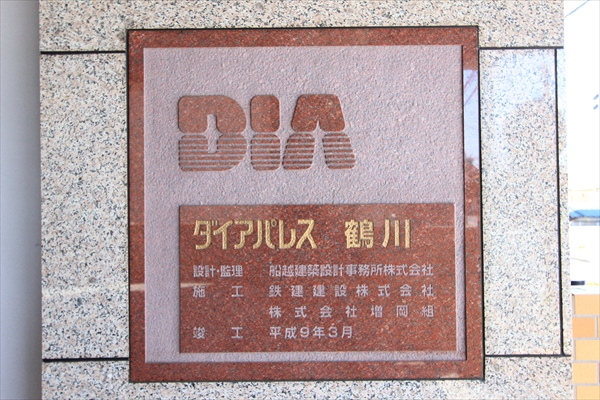 DIA
ダイアパレス 鶴川
設計・監理 船越建築設計事務所株式会社
施工 鉄建建設株式会社
株式会社増岡組
竣工 平成9年3月